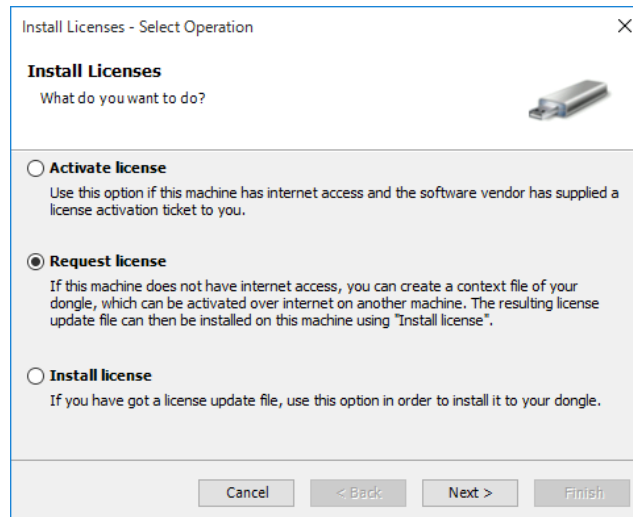 Install Licenses - Select Operation
Install Licenses
What do you want to do?
Activate license
Use this option if this machine has internet access and the software vendor has supplied a
license activation ticket to you.
Request license
If this machine does not have internet access, you can create a context file of your
dongle, which can be activated over internet on another machine. The resulting license
update file can then be installed on this machine using "Install license".
Install license
If you have got a license update file, use this option in order to install it to your dongle.
Cancel
< Back
Next >
Finish